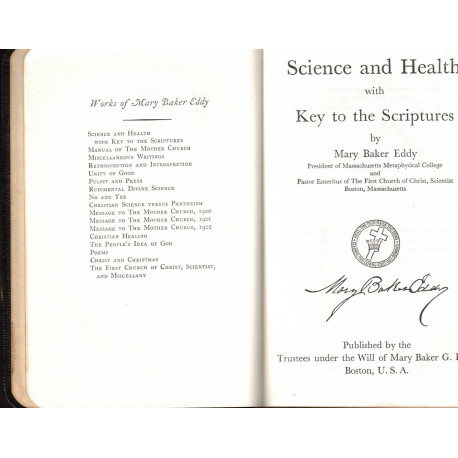 Works of Mary Baker Eddy
Science and Health
with Key to the Scriptures
Manual of The Mother Church
Miscellaneous Writings
Retrospection and Introspection
Unity of Good
Pulpit and Press
Rudimental Divine Science
No and Yes
Christian Science versus Pantheism
Message to The Mother Church, 1900
Message to The Mother Church, 1901
Message to The Mother Church, 1902
Christian Healing
The People's Idea of God
Poems
Christ and Christmas
The First Church of Christ, Scientist,
and Miscellany
Science and Health
with
Key to the Scriptures
by
Mary Baker Eddy
President of Massachusetts Metaphysical College
and
Pastor Emeritus of The First Church of Christ, Scientist
Boston, Massachusetts
Mary Baker Eddy
Published by the
Trustees under the Will of Mary Baker G.
Boston, U. S. A.